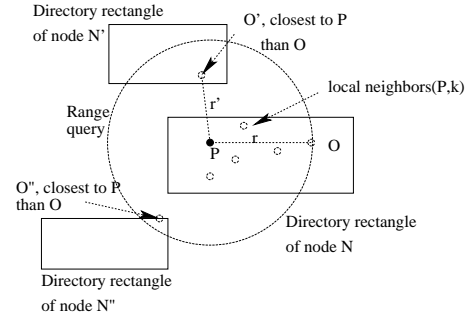 Directory rectangle
of node N'
O', closest to P
than O
local neighbors(P,k)
Range
query
r'
r
P
O
O", closest to P
than O
Directory rectangle
of node N
Directory rectangle
of node N"